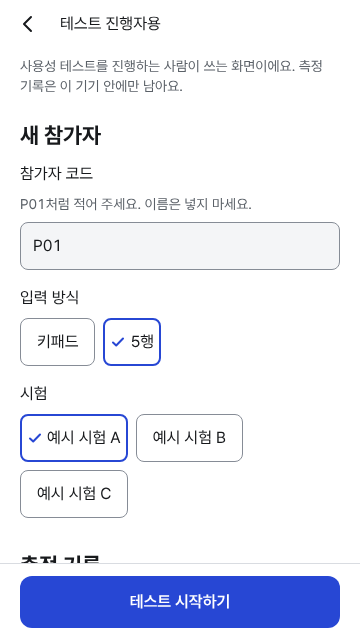 테스트 진행자용
사용성 테스트를 진행하는 사람이 쓰는 화면이에요. 측정
기록은 이 기기 안에만 남아요.
새 참가자
참가자 코드
P01처럼 적어 주세요. 이름은 넣지 마세요.
P01
입력 방식
키패드
5행
시험
예시 시험 A
예시 시험 B
예시 시험 C
측정 기록
테스트 시작하기